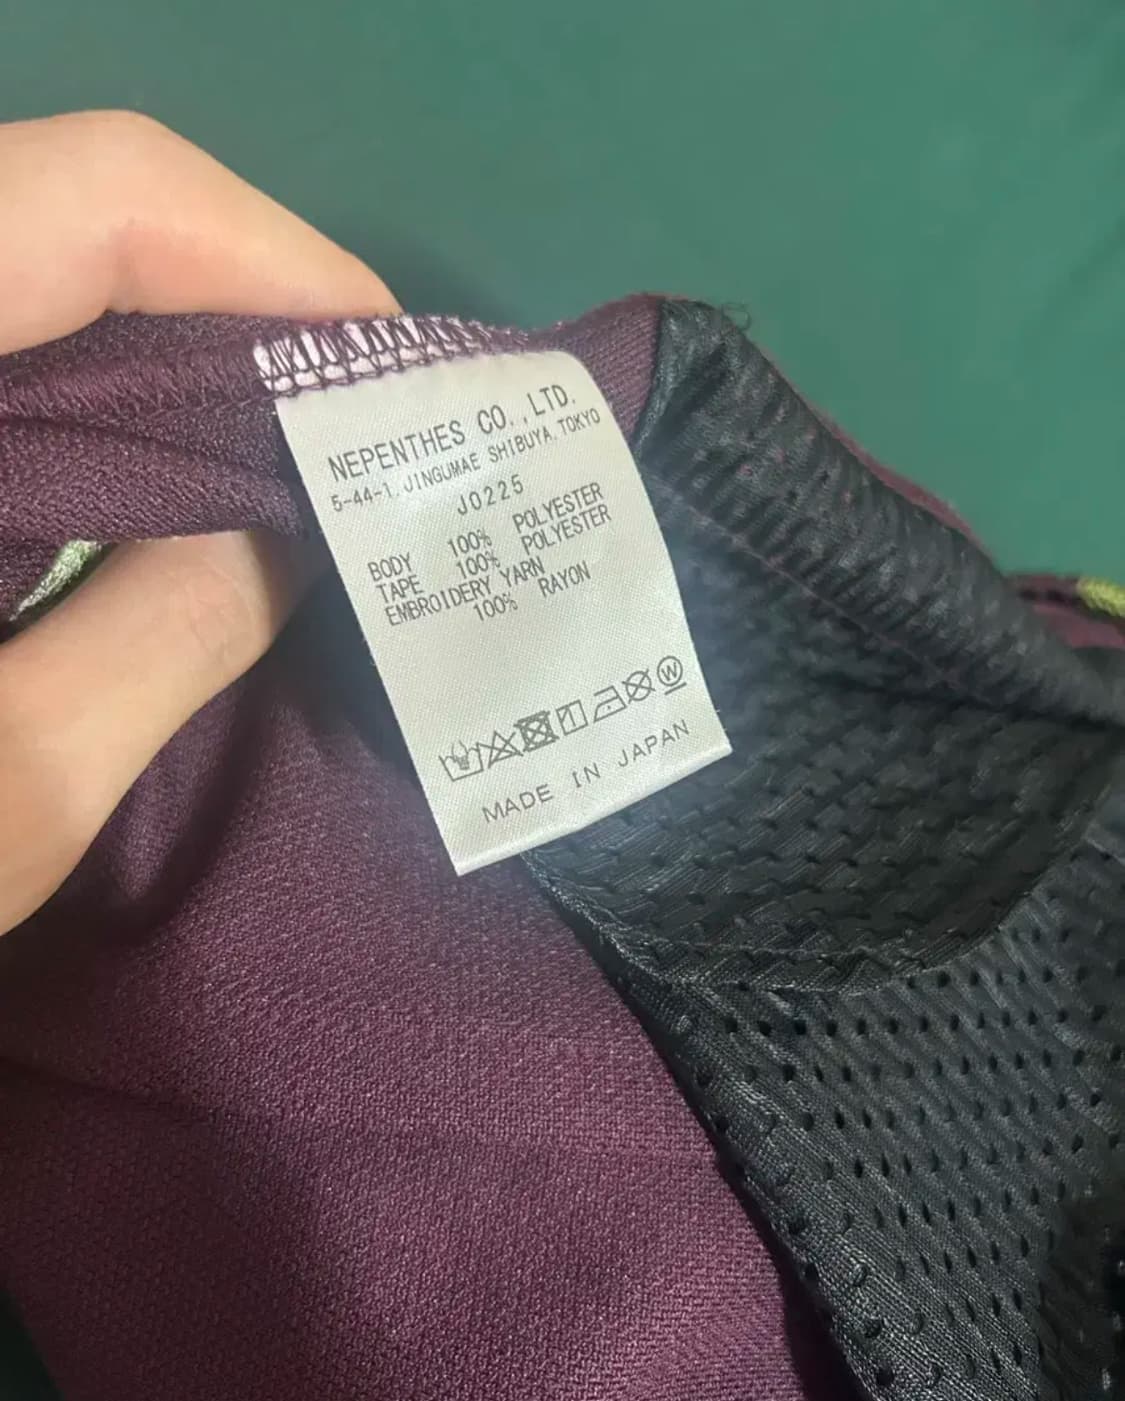 NEPENTHES CO.,LTD.
5-44-1, JINGUMAE SHIBUYA, TOKYO
J0225
BODY 100% POLYESTER
TAPE 100% POLYESTER
EMBROIDERY YARN
100% RAYON
W
MADE IN JAPAN